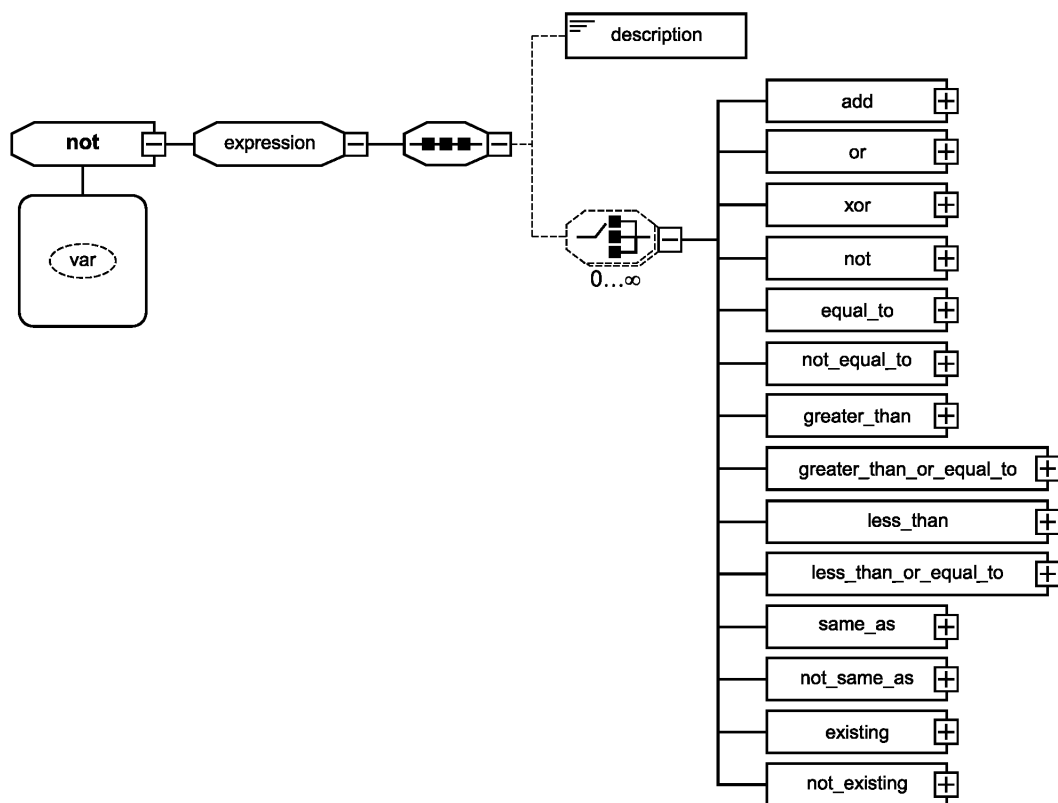 description
not
expression
var
0...∞
add
or
xor
not
equal_to
not_equal_to
greater_than
greater_than_or_equal_to
less_than
less_than_or_equal_to
same_as
not_same_as
existing
not_existing